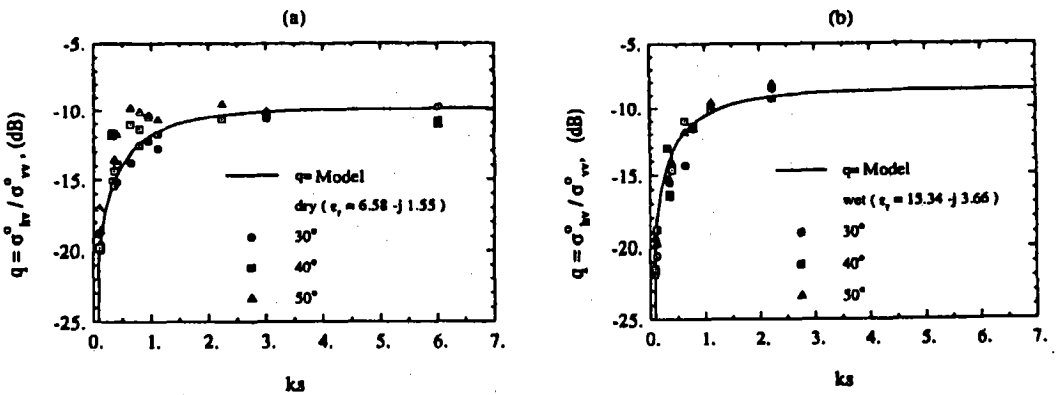 (a)
-5.
-10.
-15.
-20.
-25.
q = σ°hv / σ°vv , (dB)
q= Model
dry ( εr = 6.58 -j 1.55)
30°
40°
50°
0. 1. 2. 3. 4. 5. 6. 7.
ks
(b)
-5.
-10.
-15.
-20.
-25.
q = σ°hv / σ°vv, (dB)
q= Model
wet ( εr = 15.34 -j 3.66)
30°
40°
50°
0. 1. 2. 3. 4. 5. 6. 7.
ks